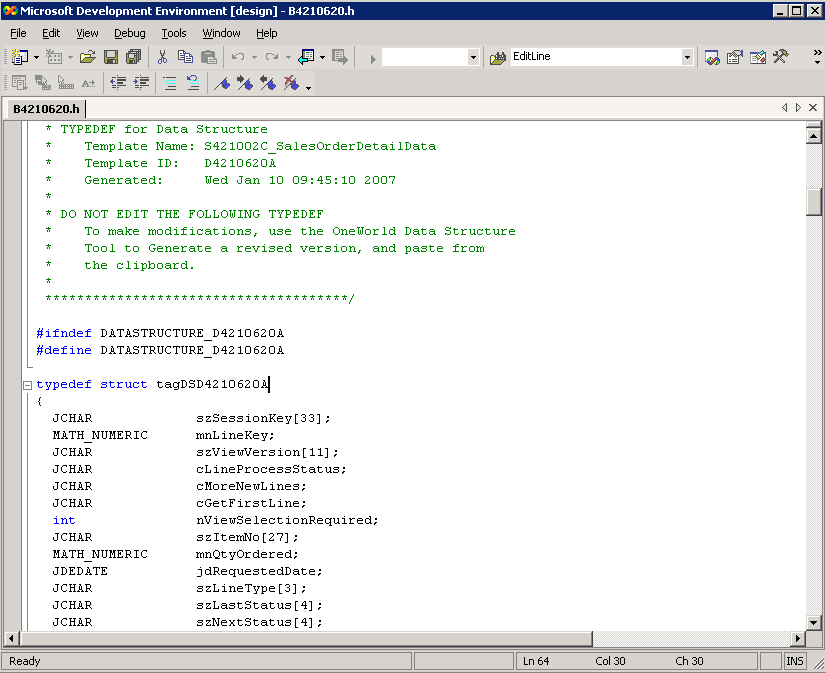 Microsoft Development Environment [design] - B4210620.h
File Edit View Debug Tools Window Help
EditLine
B4210620.h
* TYPEDEF for Data Structure
* Template Name: S421002C_SalesOrderDetailData
* Template ID: D4210620A
* Generated: Wed Jan 10 09:45:10 2007
*
* DO NOT EDIT THE FOLLOWING TYPEDEF
* To make modifications, use the OneWorld Data Structure
* Tool to Generate a revised version, and paste from
* the clipboard.
*
**************************************/
#ifndef DATASTRUCTURE_D4210620A
#define DATASTRUCTURE_D4210620A
typedef struct tagDSD4210620A
{
JCHAR szSessionKey[33];
MATH_NUMERIC mnLineKey;
JCHAR szViewVersion[11];
JCHAR cLineProcessStatus;
JCHAR cMoreNewLines;
JCHAR cGetFirstLine;
int nViewSelectionRequired;
JCHAR szItemNo[27];
MATH_NUMERIC mnQtyOrdered;
JDEDATE jdRequestedDate;
JCHAR szLineType[3];
JCHAR szLastStatus[4];
JCHAR szNextStatus[4];
Ready Ln 64 Col 30 Ch 30 INS